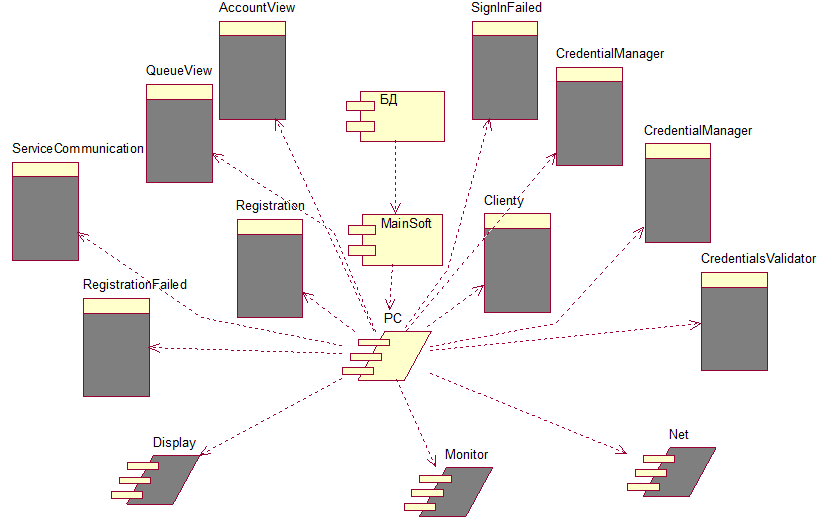 AccountView
SignInFailed
CredentialManager
QueueView
БД
CredentialManager
ServiceCommunication
Registration
MainSoft
Clienty
CredentialsValidator
RegistrationFailed
PC
Display
Monitor
Net